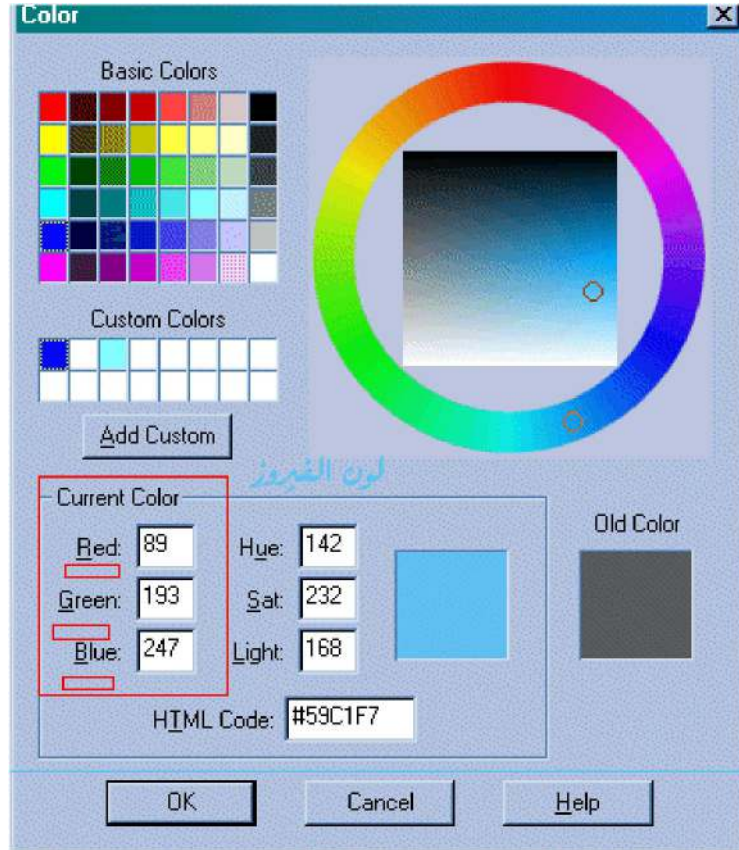 Color
Basic Colors
Custom Colors
Add Custom
لون الفيروز
Current Color
Red: 89 Hue: 142
Green: 193 Sat: 232
Blue: 247 Light: 168
HTML Code: #59C1F7
Old Color
OK Cancel Help